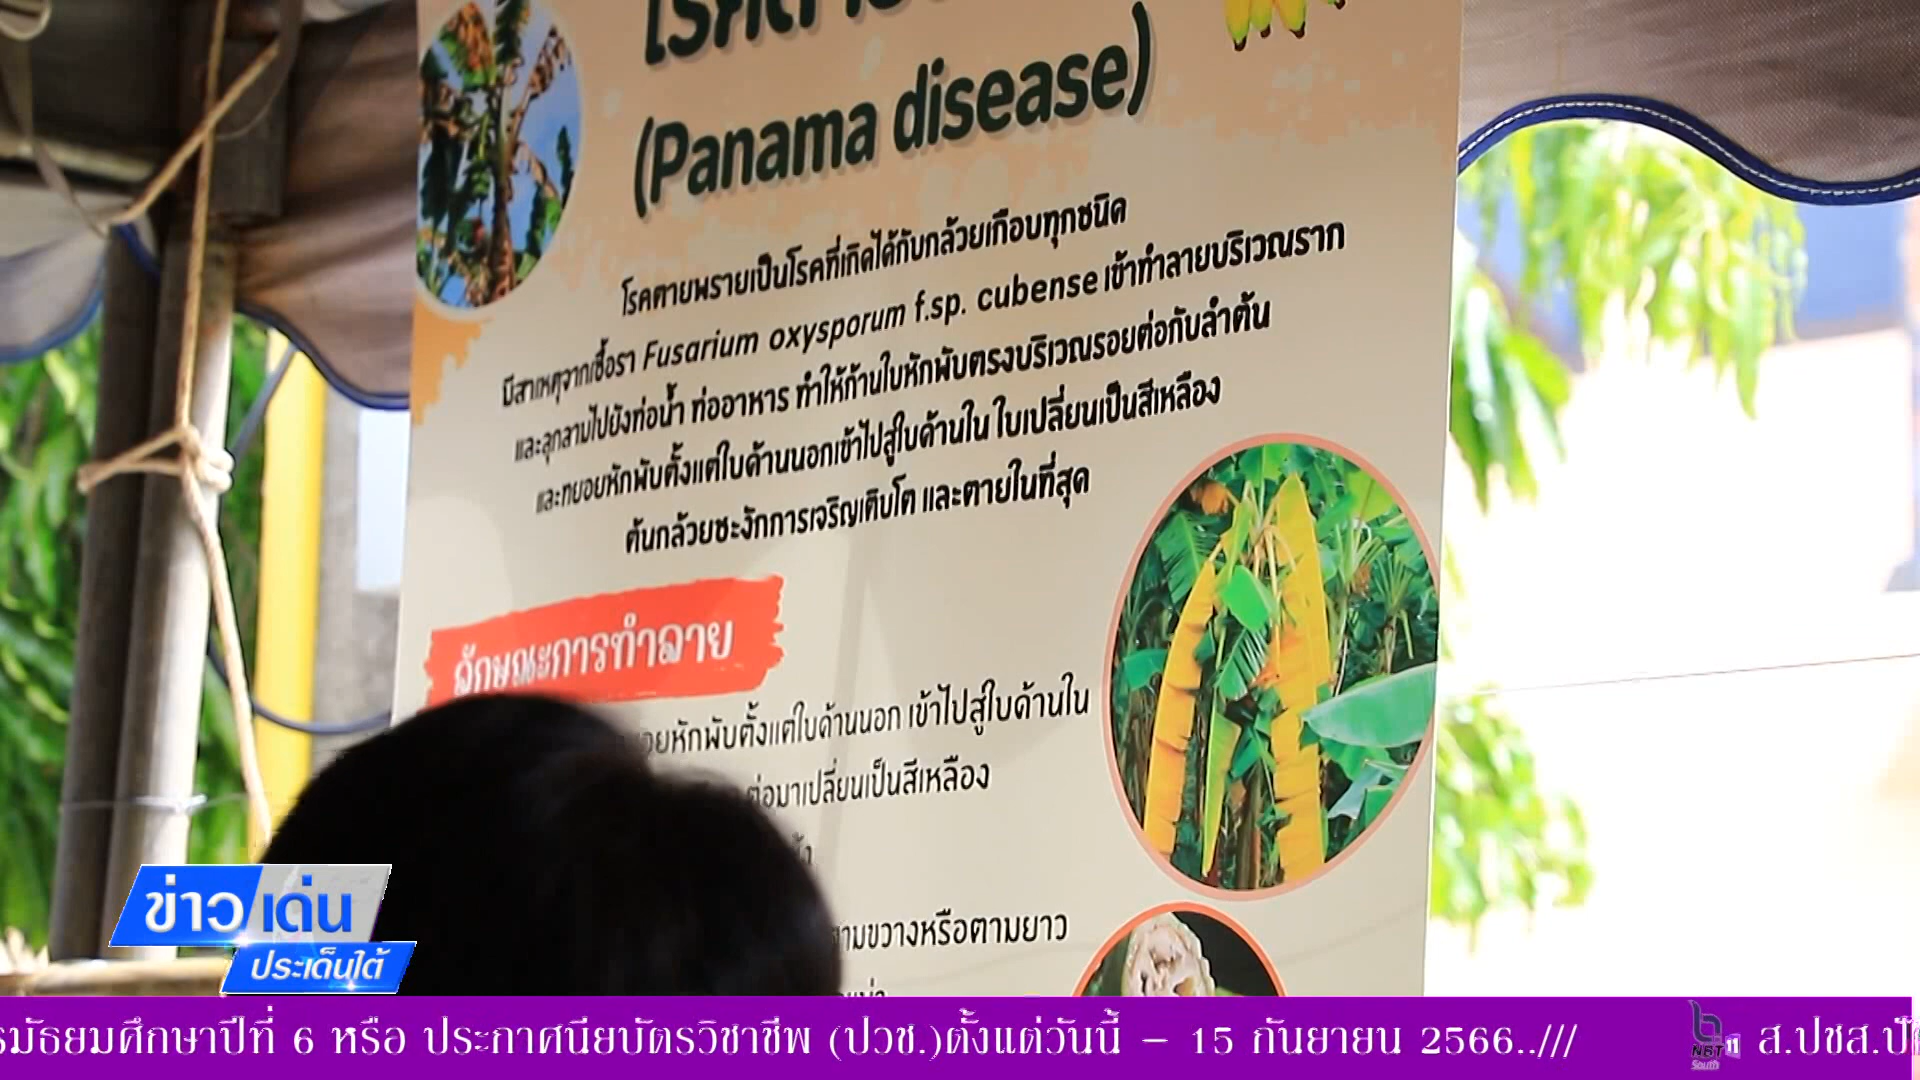 (Panama disease)
โรคตายพรายเป็นโรคที่เกิดได้กับกล้วยเกือบทุกชนิด
มีสาเหตุจากเชื้อรา Fusarium oxysporum f.sp. cubense เข้าทำลายบริเวณราก
และลุกลามไปยังท่อน้ำ ท่ออาหาร ทำให้ก้านใบหักพับตรงบริเวณรอยต่อกับลำต้น
และทยอยหักพับตั้งแต่ใบด้านนอกเข้าไปสู่ใบด้านใน ใบเปลี่ยนเป็นสีเหลือง
ต้นกล้วยชะงักการเจริญเติบโต และตายในที่สุด
ลักษณะการทำลาย
หักพับตั้งแต่ใบด้านนอก เข้าไปสู่ใบด้านใน
ต่อมาเปลี่ยนเป็นสีเหลือง
ตามขวางหรือตามยาว
ข่าวเด่น
ประเด็นใต้
มัธยมศึกษาปีที่ 6 หรือ ประกาศนียบัตรวิชาชีพ (ปวช.)ตั้งแต่วันนี้ – 15 กันยายน 2566..///
NBT
South
ส.ปชส.ปั